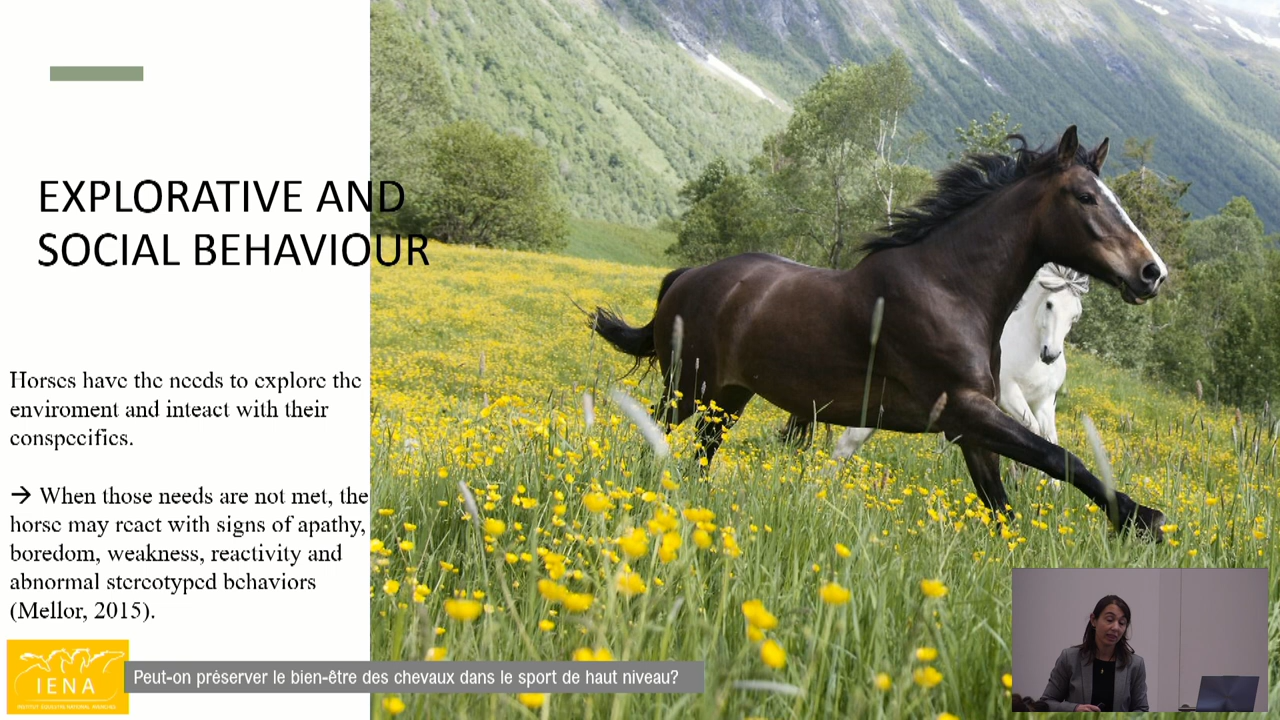 EXPLORATIVE AND
SOCIAL BEHAVIOUR
Horses have the needs to explore the
enviroment and inteact with their
conspecifics.
→ When those needs are not met, the
horse may react with signs of apathy,
boredom, weakness, reactivity and
abnormal stereotyped behaviors
(Mellor, 2015).
IENA
Peut-on préserver le bien-être des chevaux dans le sport de haut niveau?